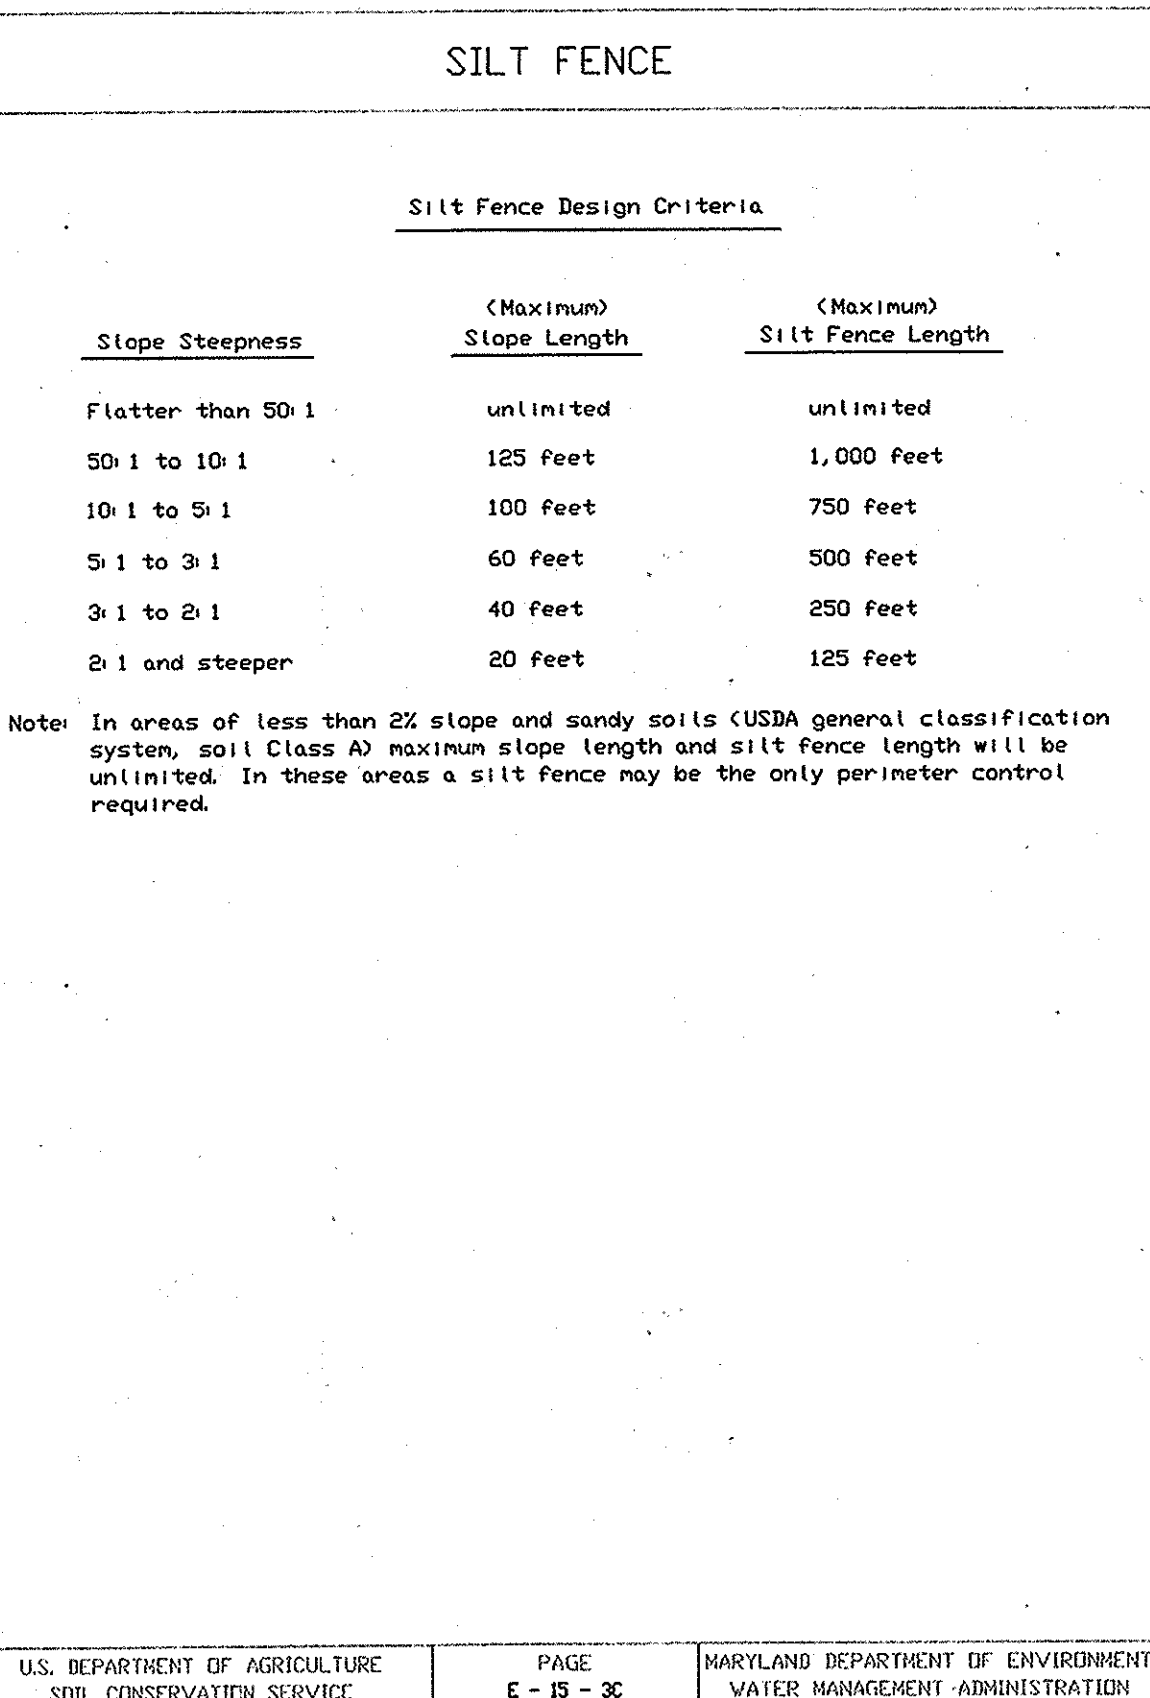 SILT FENCE
Silt Fence Design Criteria
Slope Steepness (Maximum) Slope Length (Maximum) Silt Fence Length
Flatter than 50:1 unlimited unlimited
50:1 to 10:1 125 feet 1,000 feet
10:1 to 5:1 100 feet 750 feet
5:1 to 3:1 60 feet 500 feet
3:1 to 2:1 40 feet 250 feet
2:1 and steeper 20 feet 125 feet
Note: In areas of less than 2% slope and sandy soils (USDA general classification
system, soil Class A) maximum slope length and silt fence length will be
unlimited. In these areas a silt fence may be the only perimeter control
required.
U.S. DEPARTMENT OF AGRICULTURE
SOIL CONSERVATION SERVICE
PAGE
E - 15 - 3C
MARYLAND DEPARTMENT OF ENVIRONMENT
WATER MANAGEMENT ADMINISTRATION